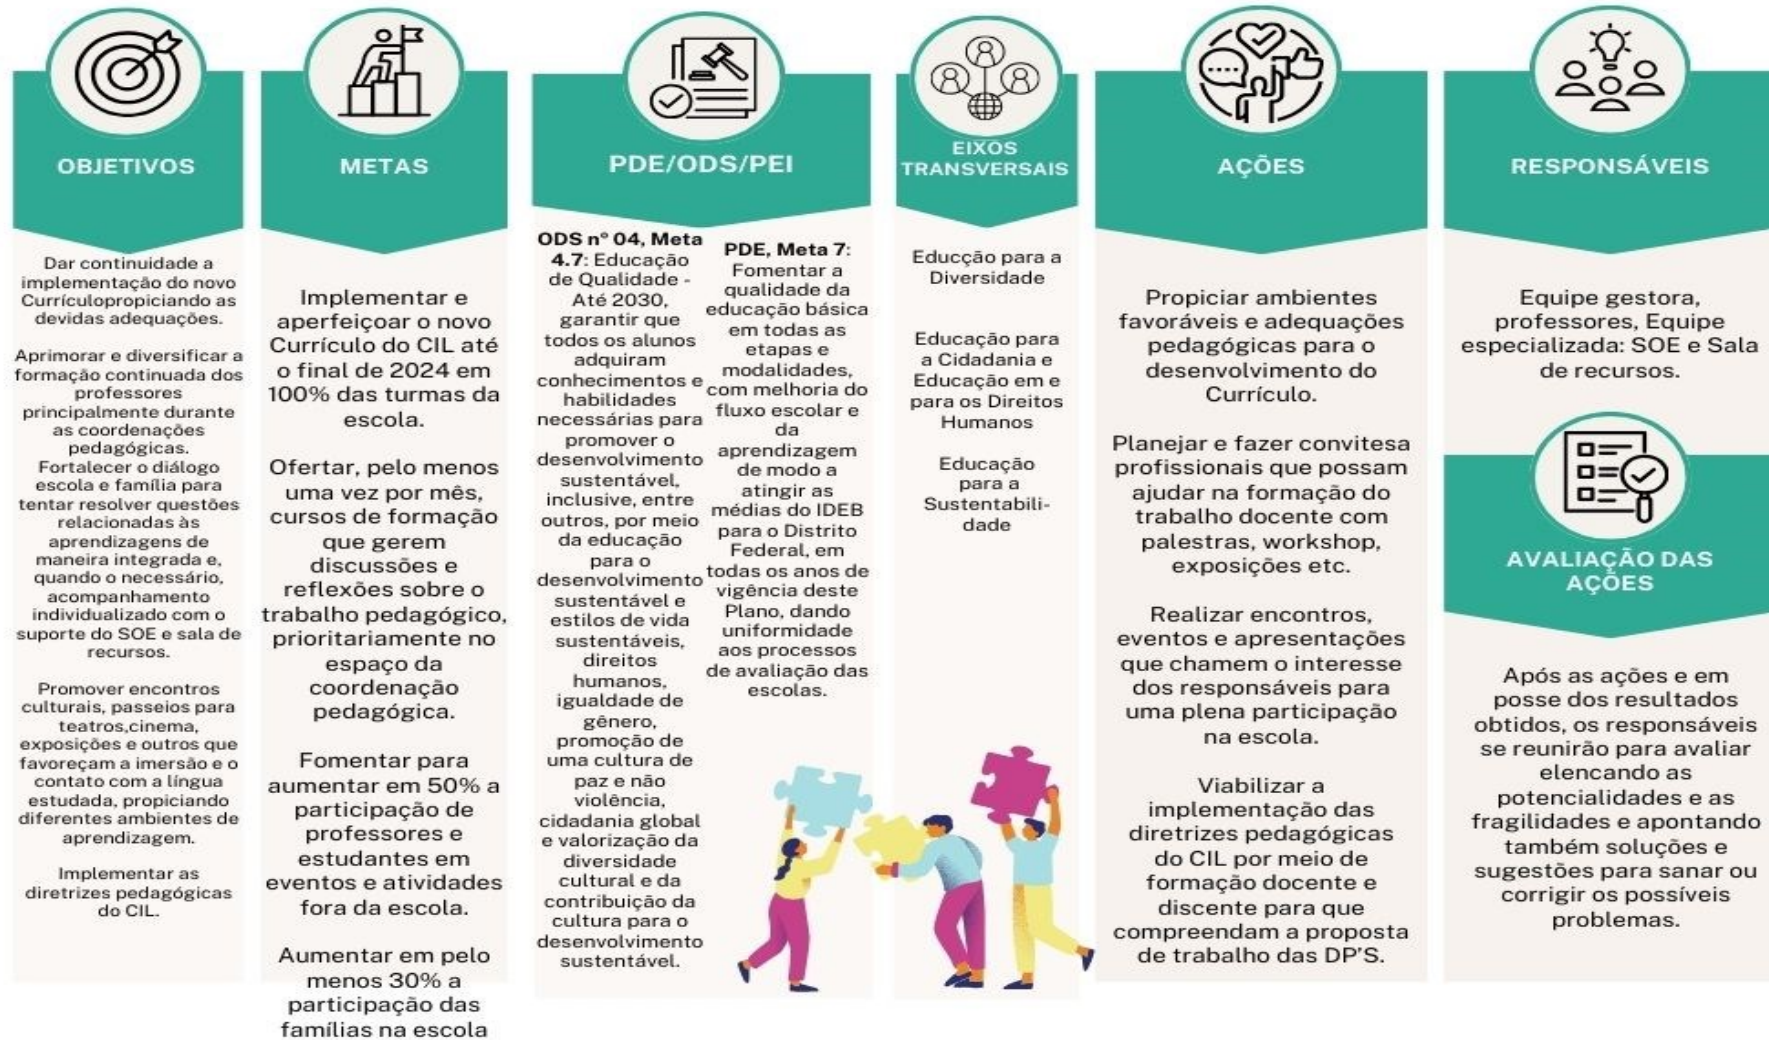 OBJETIVOS
Dar continuidade a
implementação do novo
Currículopropiciando as
devidas adequações.
Aprimorar e diversificar a
formação continuada dos
professores
principalmente durante
as coordenações
pedagógicas.
Fortalecer o diálogo
escola e família para
tentar resolver questões
relacionadas às
aprendizagens de
maneira integrada e,
quando o necessário,
acompanhamento
individualizado com o
suporte do SOE e sala de
recursos.
Promover encontros
culturais, passeios para
teatros,cinema,
exposições e outros que
favoreçam a imersão e o
contato com a língua
estudada, propiciando
diferentes ambientes de
aprendizagem.
Implementar as
diretrizes pedagógicas
do CIL.
METAS
Implementar e
aperfeiçoar o novo
Currículo do CIL até
o final de 2024 em
100% das turmas da
escola.
Ofertar, pelo menos
uma vez por mês,
cursos de formação
que gerem
discussões e
reflexões sobre o
trabalho pedagógico,
prioritariamente no
espaço da
coordenação
pedagógica.
Fomentar para
aumentar em 50% a
participação de
professores e
estudantes em
eventos e atividades
fora da escola.
Aumentar em pelo
menos 30% a
participação das
famílias na escola
PDE/ODS/PEI
ODS nº 04, Meta
4.7: Educação
de Qualidade -
Até 2030,
garantir que
todos os alunos
adquiram
conhecimentos e
habilidades
necessárias para
promover o
desenvolvimento
sustentável,
inclusive, entre
outros, por meio
da educação
para o
desenvolvimento
sustentável e
estilos de vida
sustentáveis,
direitos
humanos,
igualdade de
gênero,
promoção de
uma cultura de
paz e não
violência,
cidadania global
e valorização da
diversidade
cultural e da
contribuição da
cultura para o
desenvolvimento
sustentável.
PDE, Meta 7:
Fomentar a
qualidade da
educação básica
em todas as
etapas e
modalidades,
com melhoria do
fluxo escolar e
da
aprendizagem
de modo a
atingir as
médias do IDEB
para o Distrito
Federal, em
todas os anos de
vigência deste
Plano, dando
uniformidade
aos processos
de avaliação das
escolas.
EIXOS
TRANSVERSAIS
Educção para a
Diversidade
Educação para
a Cidadania e
Educação em e
para os Direitos
Humanos
Educação
para a
Sustentabili-
dade
AÇÕES
Propiciar ambientes
favoráveis e adequações
pedagógicas para o
desenvolvimento do
Currículo.
Planejar e fazer convitesa
profissionais que possam
ajudar na formação do
trabalho docente com
palestras, workshop,
exposições etc.
Realizar encontros,
eventos e apresentações
que chamem o interesse
dos responsáveis para
uma plena participação
na escola.
Viabilizar a
implementação das
diretrizes pedagógicas
do CIL por meio de
formação docente e
discente para que
compreendam a proposta
de trabalho das DP'S.
RESPONSÁVEIS
Equipe gestora,
professores, Equipe
especializada: SOE e Sala
de recursos.
AVALIAÇÃO DAS
AÇÕES
Após as ações e em
posse dos resultados
obtidos, os responsáveis
se reunirão para avaliar
elencando as
potencialidades e as
fragilidades e apontando
também soluções e
sugestões para sanar ou
corrigir os possíveis
problemas.